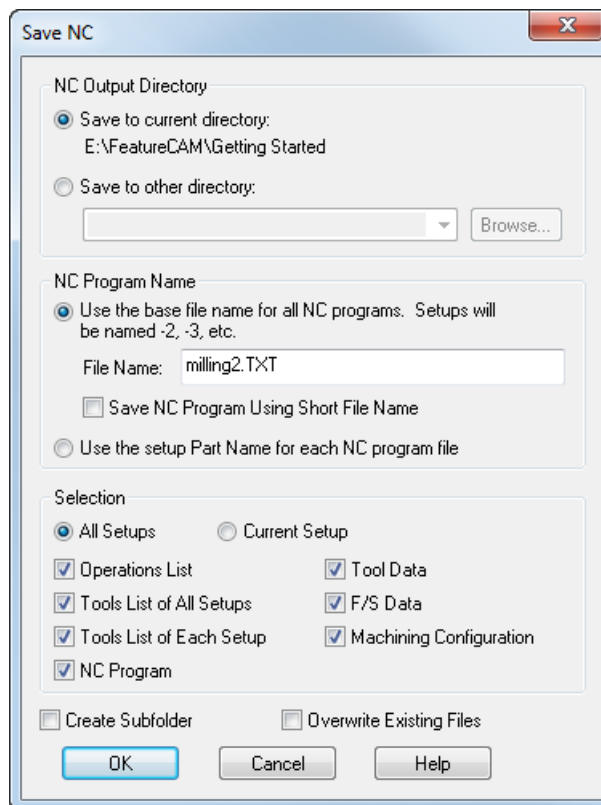 Save NC
NC Output Directory
Save to current directory:
E:\FeatureCAM\Getting Started
Save to other directory:
Browse...
NC Program Name
Use the base file name for all NC programs. Setups will
be named -2, -3, etc.
File Name: milling2.TXT
Save NC Program Using Short File Name
Use the setup Part Name for each NC program file
Selection
All Setups Current Setup
Operations List Tool Data
Tools List of All Setups F/S Data
Tools List of Each Setup Machining Configuration
NC Program
Create Subfolder Overwrite Existing Files
OK Cancel Help